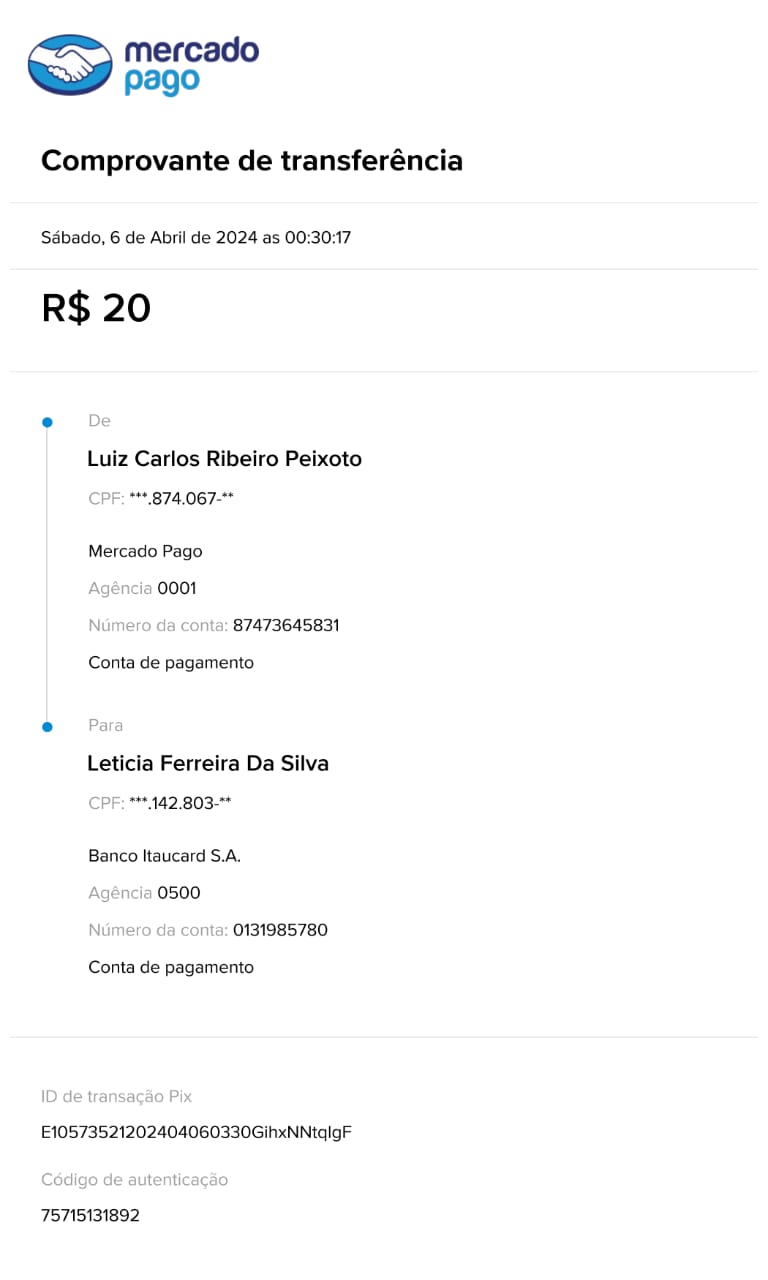 mercado
pago
Comprovante de transferência
Sábado, 6 de Abril de 2024 as 00:30:17
R$ 20
De
Luiz Carlos Ribeiro Peixoto
CPF: ***.874.067-**
Mercado Pago
Agência 0001
Número da conta: 87473645831
Conta de pagamento
Para
Leticia Ferreira Da Silva
CPF: ***.142.803-**
Banco Itaucard S.A.
Agência 0500
Número da conta: 0131985780
Conta de pagamento
ID de transação Pix
E10573521202404060330GihxNNtqlgF
Código de autenticação
75715131892